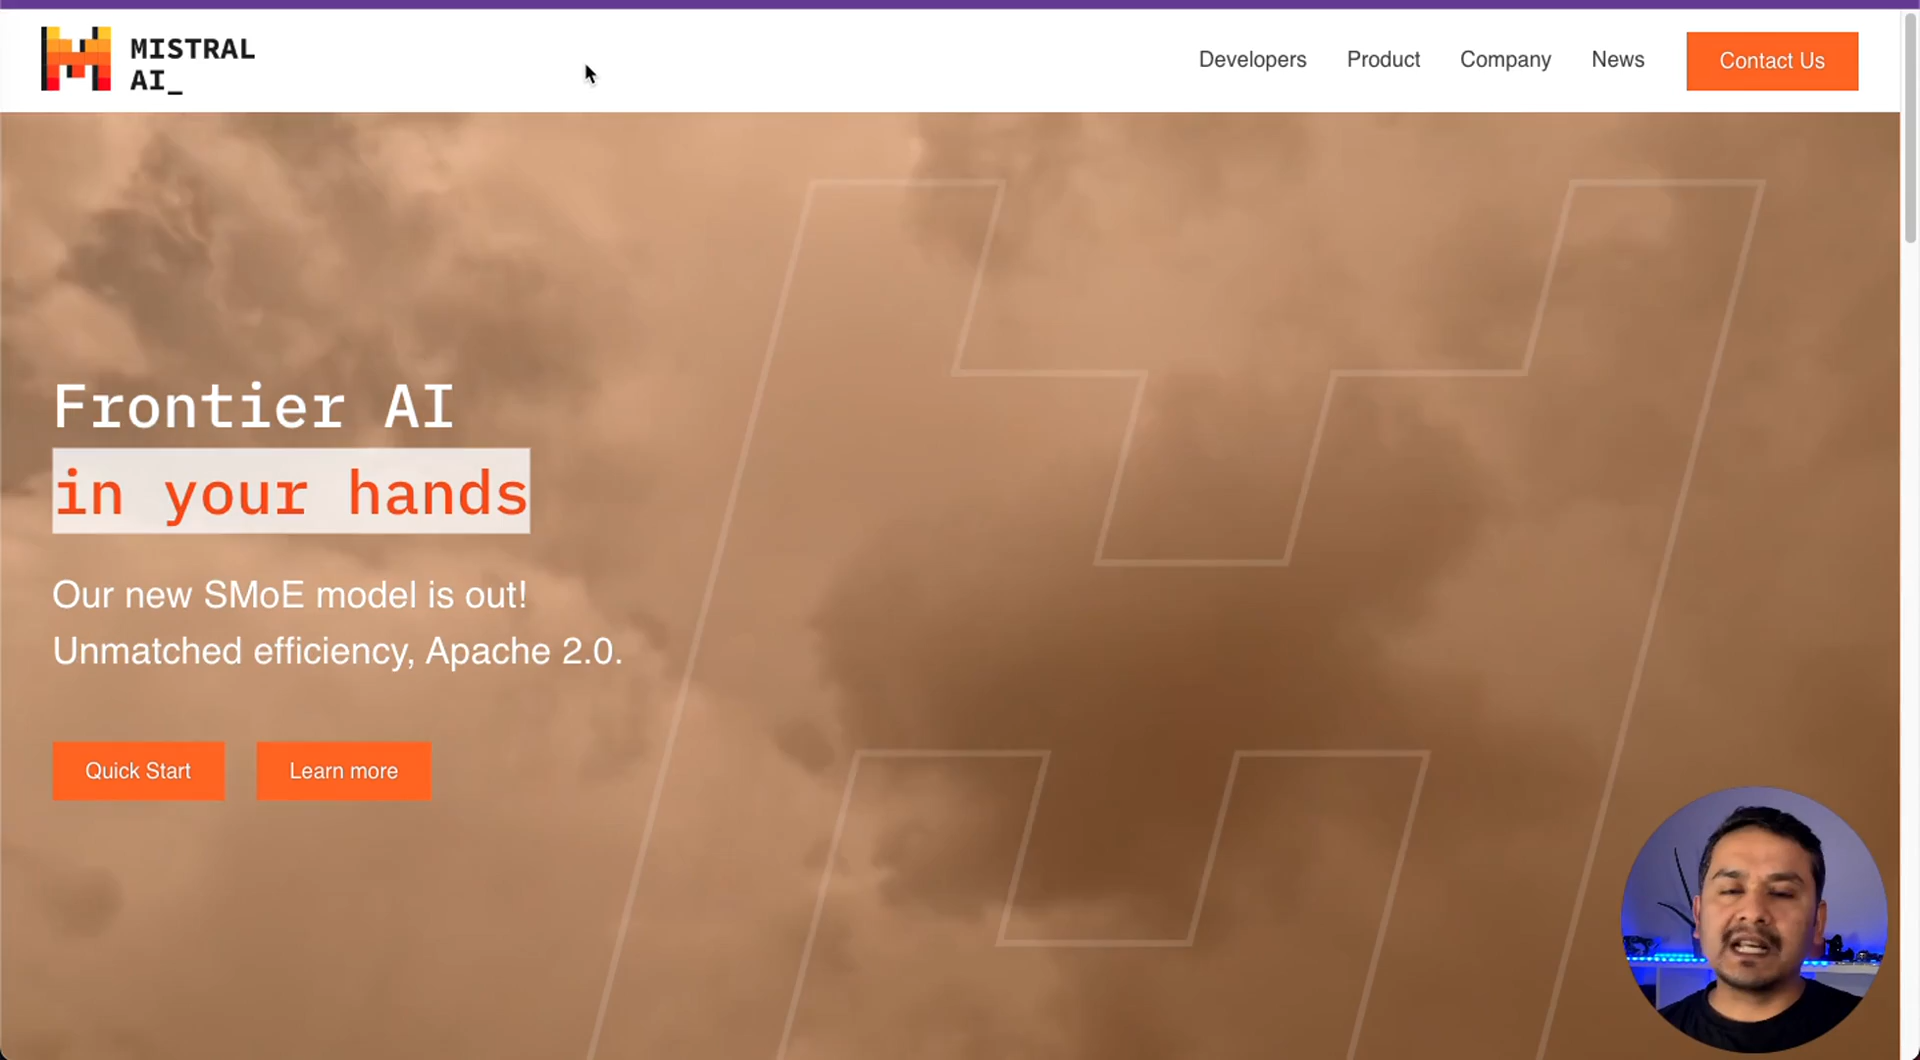 MISTRAL
AI_
Developers
Product
Company
News
Contact Us
Frontier AI
in your hands
Our new SMoE model is out!
Unmatched efficiency, Apache 2.0.
Quick Start
Learn more